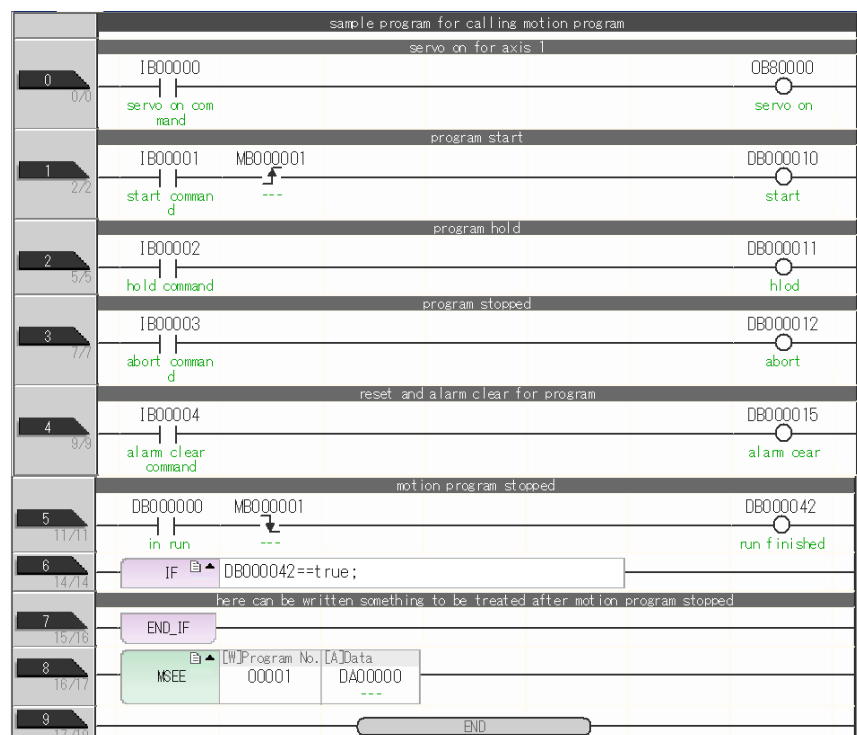 sample program for calling motion program
servo on for axis 1
0
0/0
IB00000
OB80000
servo on com
mand
servo on
program start
1
2/2
IB00001
MB000001
DB000010
start comman
d
---
start
program hold
2
5/5
IB00002
DB000011
hold command
hlod
program stopped
3
7/7
IB00003
DB000012
abort comman
d
abort
reset and alarm clear for program
4
9/9
IB00004
DB000015
alarm clear
command
alarm cear
motion program stopped
5
11/11
DB000000
MB000001
DB000042
in run
---
run finished
6
14/14
IF
DB000042==true;
here can be written something to be treated after motion program stopped
7
15/16
END_IF
8
16/17
MSEE
[W]Program No.
[A]Data
00001
DA00000
---
9
END